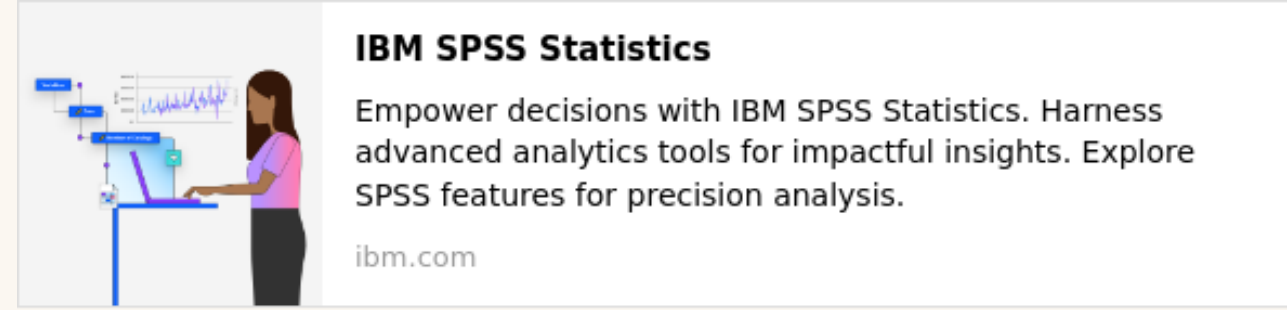 IBM SPSS Statistics
Empower decisions with IBM SPSS Statistics. Harness
advanced analytics tools for impactful insights. Explore
SPSS features for precision analysis.
ibm.com